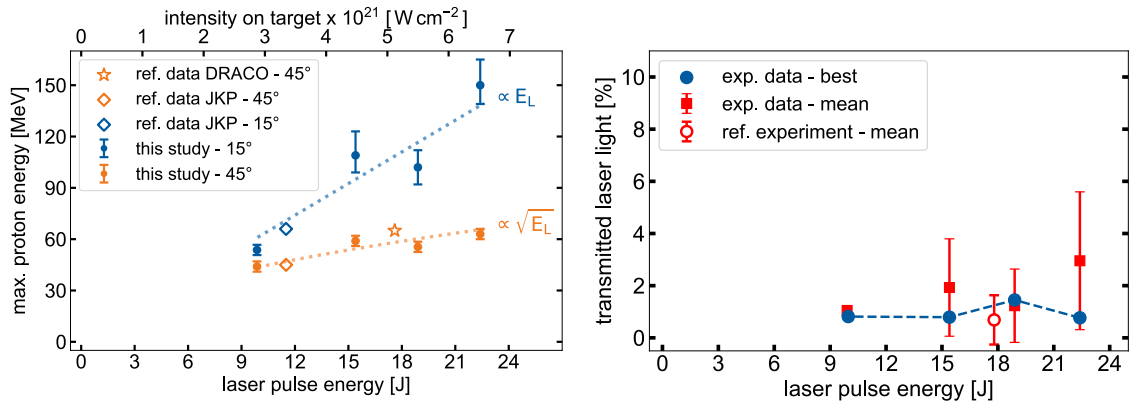 intensity on target x 10²¹ [W cm⁻²]
0 1 2 3 4 5 6 7
max. proton energy [MeV]
150
120
90
60
30
0
ref. data DRACO - 45°
ref. data JKP - 45°
ref. data JKP - 15°
this study - 15°
this study - 45°
∝ E_L
∝ √E_L
0 3 6 9 12 15 18 21 24
laser pulse energy [J]
transmitted laser light [%]
10
8
6
4
2
0
exp. data - best
exp. data - mean
ref. experiment - mean
0 3 6 9 12 15 18 21 24
laser pulse energy [J]